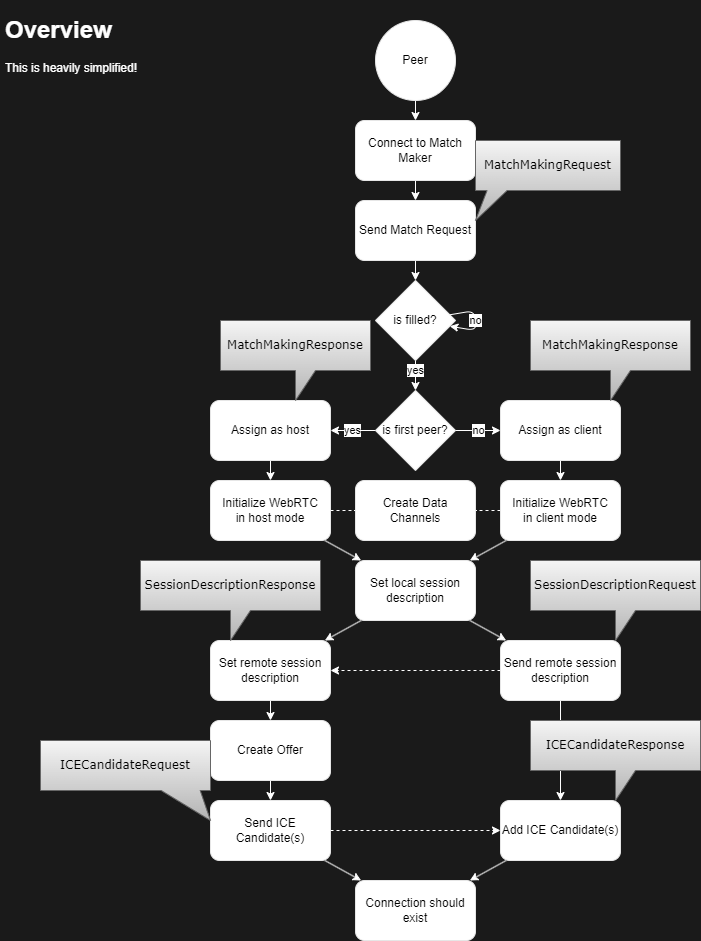 Overview
This is heavily simplified!
Peer
Connect to Match
Maker
MatchMakingRequest
Send Match Request
is filled?
no
MatchMakingResponse
MatchMakingResponse
yes
Assign as host
yes
is first peer?
no
Assign as client
Initialize WebRTC
in host mode
Create Data
Channels
Initialize WebRTC
in client mode
SessionDescriptionResponse
Set local session
description
SessionDescriptionRequest
Set remote session
description
Send remote session
description
Create Offer
ICECandidateResponse
ICECandidateRequest
Send ICE
Candidate(s)
Add ICE Candidate(s)
Connection should
exist